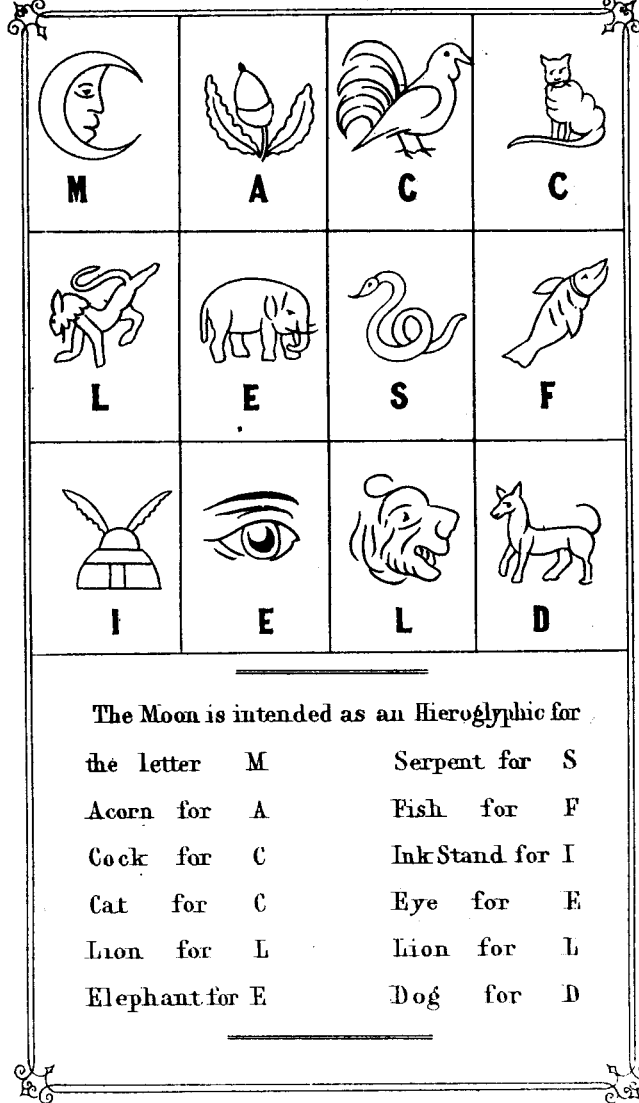 M A C C
L E S F
I E L D
The Moon is intended as an Hieroglyphic for
the letter M
Acorn for A
Cock for C
Cat for C
Lion for L
Elephant for E
Serpent for S
Fish for F
Ink Stand for I
Eye for E
Lion for L
Dog for D